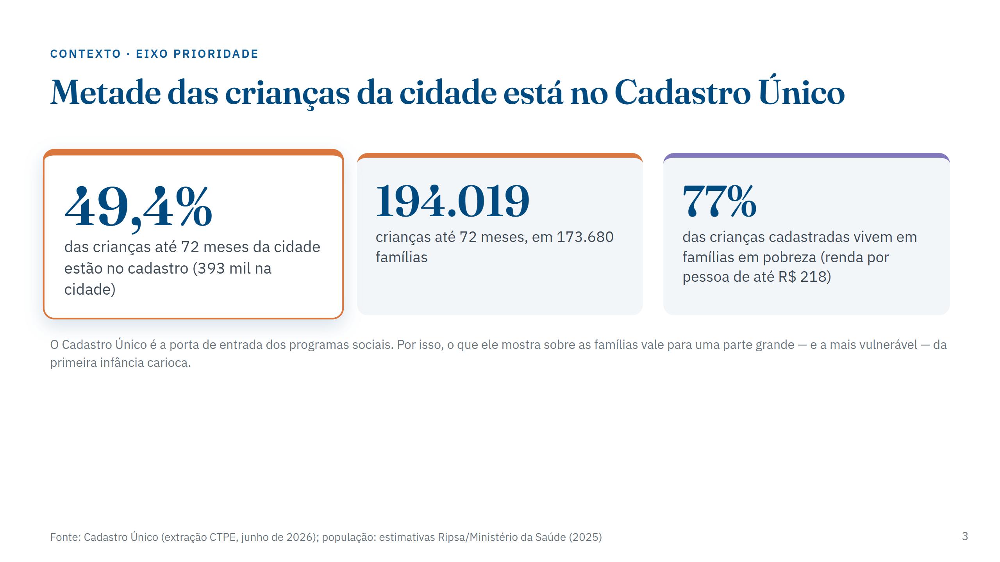 CONTEXTO · EIXO PRIORIDADE
Metade das crianças da cidade está no Cadastro Único
49,4%
das crianças até 72 meses da cidade
estão no cadastro (393 mil na
cidade)
194.019
crianças até 72 meses, em 173.680
famílias
77%
das crianças cadastradas vivem em
famílias em pobreza (renda por
pessoa de até R$ 218)
O Cadastro Único é a porta de entrada dos programas sociais. Por isso, o que ele mostra sobre as famílias vale para uma parte grande — e a mais vulnerável — da
primeira infância carioca.
Fonte: Cadastro Único (extração CTPE, junho de 2026); população: estimativas Ripsa/Ministério da Saúde (2025)
3